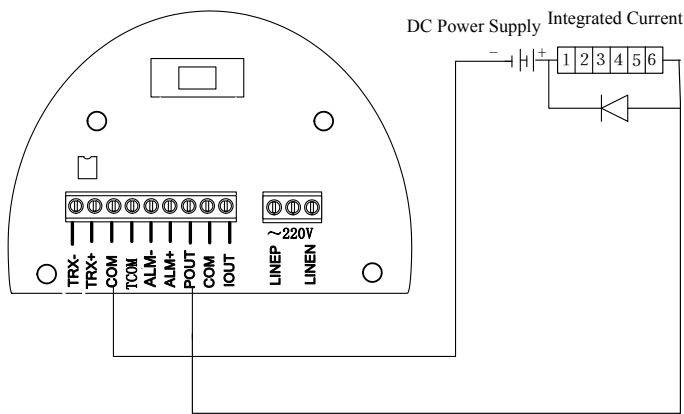 DC Power Supply Integrated Current
− + 1 2 3 4 5 6
~220V
TRX-
TRX+
COM
TCOM
ALM-
ALM+
POUT
COM
IOUT
LINEP
LINEN